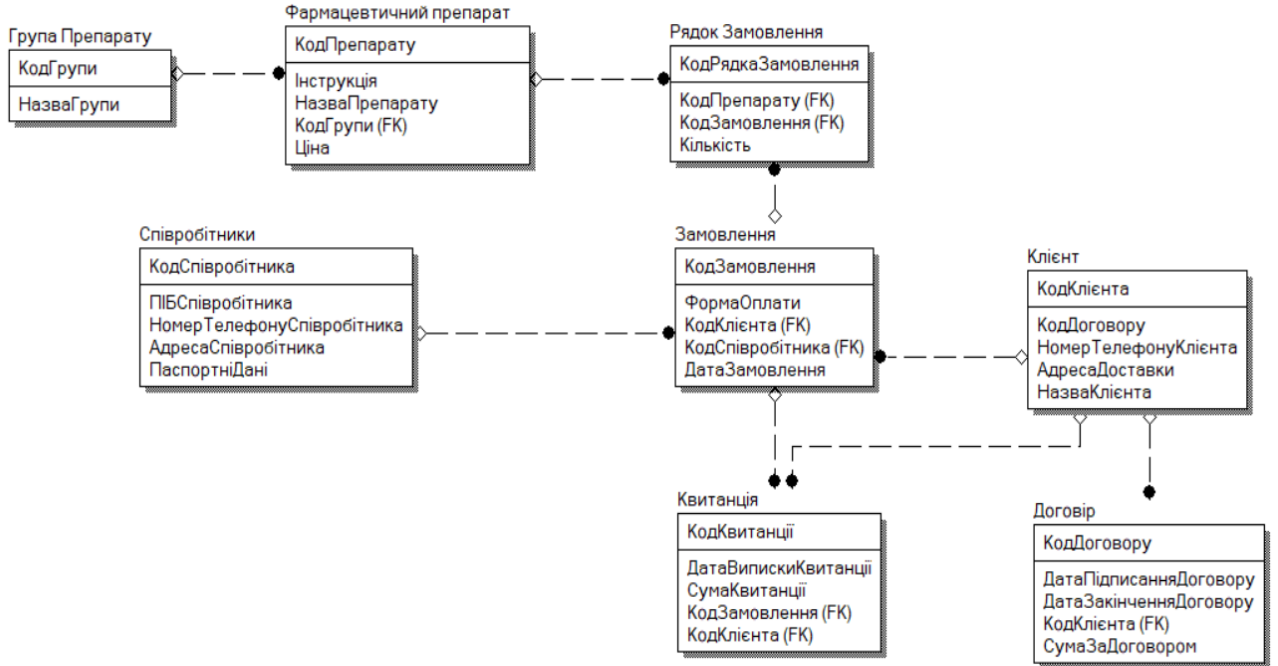 Група Препарату
КодГрупи
НазваГрупи
Фармацевтичний препарат
КодПрепарату
Інструкція
НазваПрепарату
КодГрупи (FK)
Ціна
Рядок Замовлення
КодРядкаЗамовлення
КодПрепарату (FK)
КодЗамовлення (FK)
Кількість
Співробітники
КодСпівробітника
ПІБСпівробітника
НомерТелефонуСпівробітника
АдресаСпівробітника
ПаспортніДані
Замовлення
КодЗамовлення
ФормаОплати
КодКлієнта (FK)
КодСпівробітника (FK)
ДатаЗамовлення
Клієнт
КодКлієнта
КодДоговору
НомерТелефонуКлієнта
АдресаДоставки
НазваКлієнта
Квитанція
КодКвитанції
ДатаВипискиКвитанції
СумаКвитанції
КодЗамовлення (FK)
КодКлієнта (FK)
Договір
КодДоговору
ДатаПідписанняДоговору
ДатаЗакінченняДоговору
КодКлієнта (FK)
СумаЗаДоговором